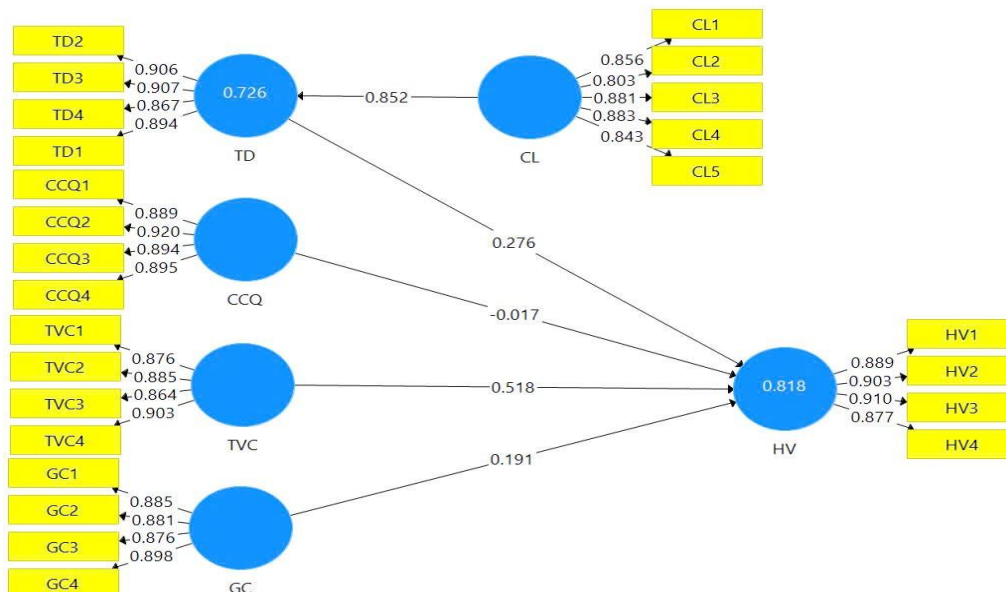 TD2
TD3
TD4
TD1
0.906
0.907
0.867
0.894
0.726
TD
0.852
CL
0.856
0.803
0.881
0.883
0.843
CL1
CL2
CL3
CL4
CL5
CCQ1
CCQ2
CCQ3
CCQ4
0.889
0.920
0.894
0.895
CCQ
0.276
-0.017
TVC1
TVC2
TVC3
TVC4
0.876
0.885
0.864
0.903
TVC
0.518
0.818
HV
0.889
0.903
0.910
0.877
HV1
HV2
HV3
HV4
GC1
GC2
GC3
GC4
0.885
0.881
0.876
0.898
GC
0.191